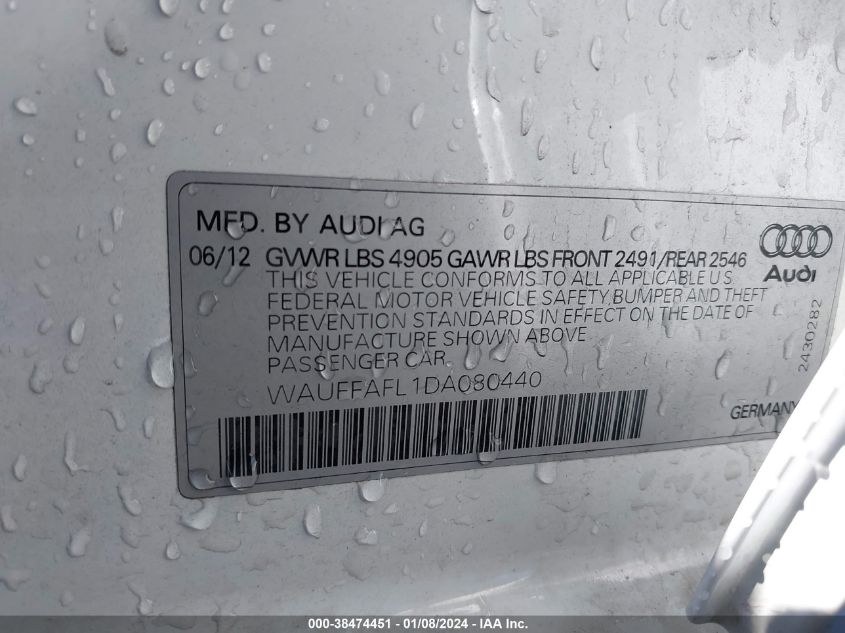 MFD. BY AUDI AG
06/12 GVWR LBS 4905 GAWR LBS FRONT 2491/REAR 2546
THIS VEHICLE CONFORMS TO ALL APPLICABLE U.S.
FEDERAL MOTOR VEHICLE SAFETY, BUMPER AND THEFT
PREVENTION STANDARDS IN EFFECT ON THE DATE OF
MANUFACTURE SHOWN ABOVE
PASSENGER CAR.
WAUFFAFL1DA080440
Audi
2430282
GERMANY
000-38474451 - 01/08/2024 - IAA Inc.